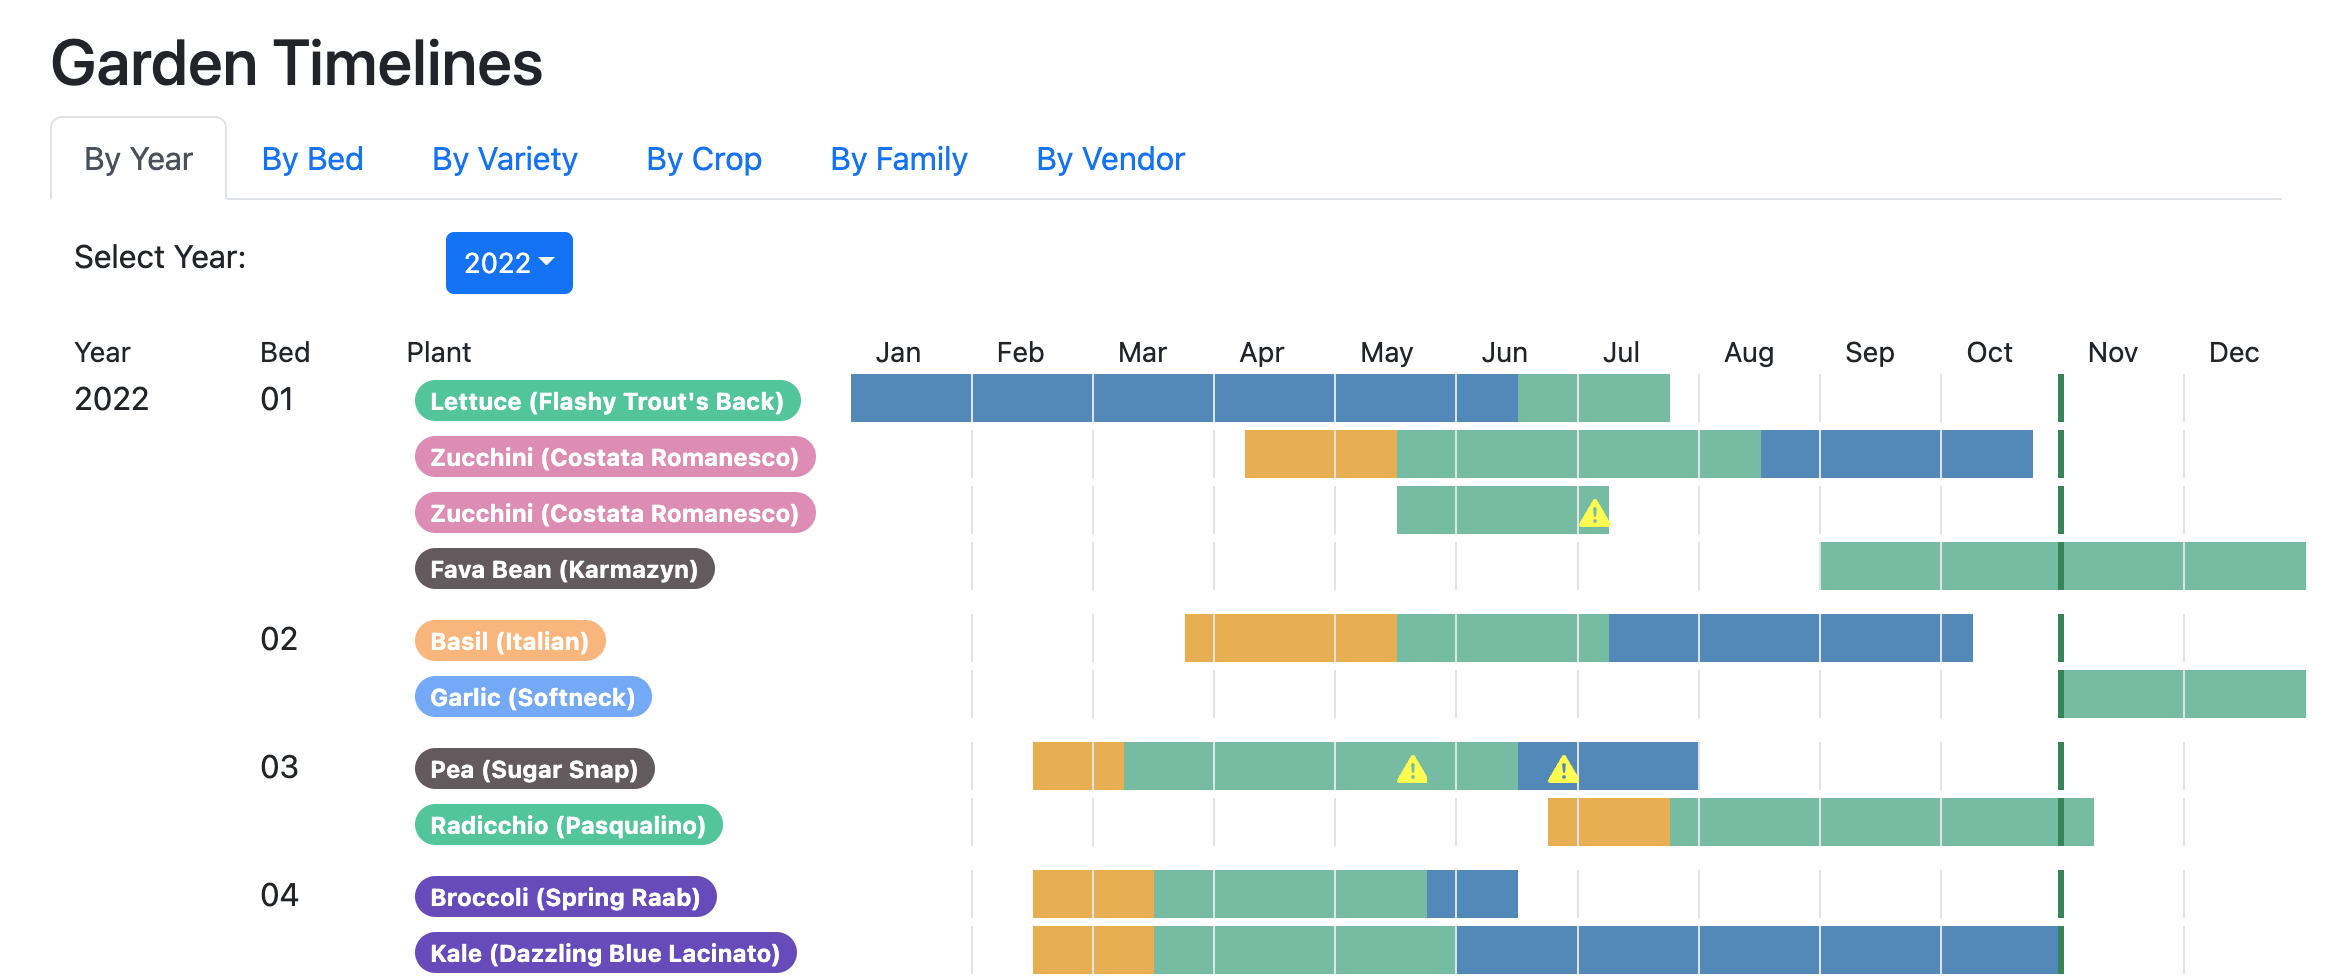 Garden Timelines
By Year By Bed By Variety By Crop By Family By Vendor
Select Year: 2022
Year Bed Plant Jan Feb Mar Apr May Jun Jul Aug Sep Oct Nov Dec
2022 01 Lettuce (Flashy Trout's Back)
Zucchini (Costata Romanesco)
Zucchini (Costata Romanesco)
Fava Bean (Karmazyn)
02 Basil (Italian)
Garlic (Softneck)
03 Pea (Sugar Snap)
Radicchio (Pasqualino)
04 Broccoli (Spring Raab)
Kale (Dazzling Blue Lacinato)